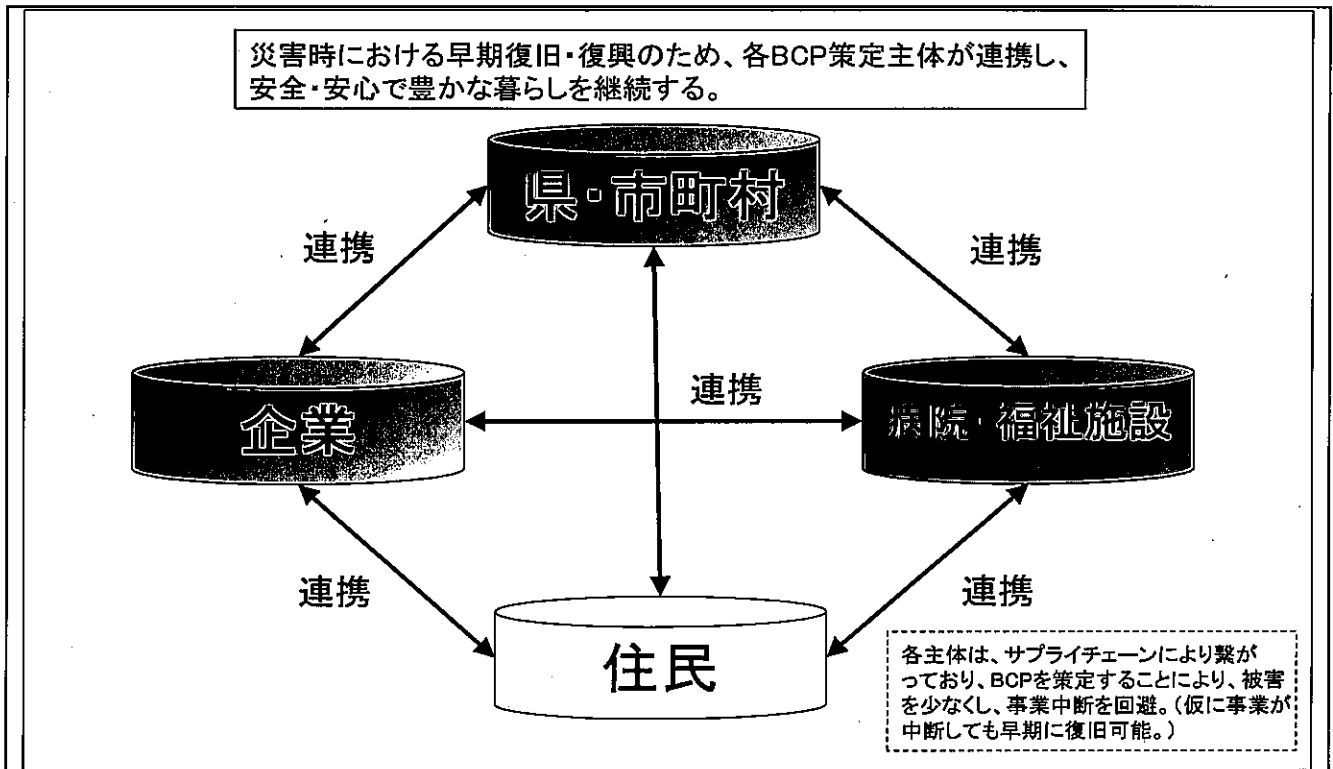 災害時における早期復旧・復興のため、各BCP策定主体が連携し、
安全・安心で豊かな暮らしを継続する。
県・市町村
連携
連携
企業
連携
病院・福祉施設
連携
連携
住民
各主体は、サプライチェーンにより繋が
っており、BCPを策定することにより、被害
を少なくし、事業中断を回避。(仮に事業が
中断しても早期に復旧可能。)